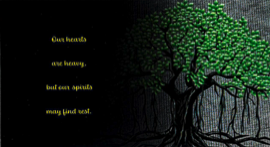 Our hearts
are heavy,
but our spirits
may find rest.